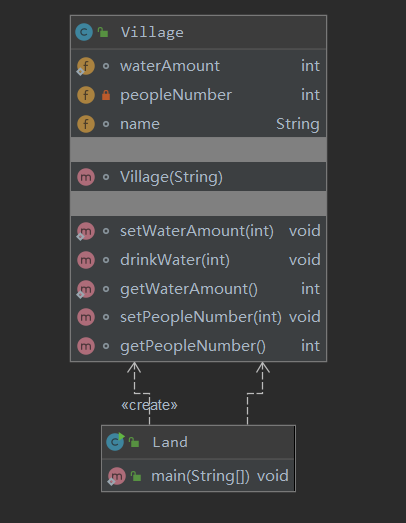 Village
waterAmount int
peopleNumber int
name String
Village(String)
setWaterAmount(int) void
drinkWater(int) void
getWaterAmount() int
setPeopleNumber(int) void
getPeopleNumber() int
«create»
Land
main(String[]) void